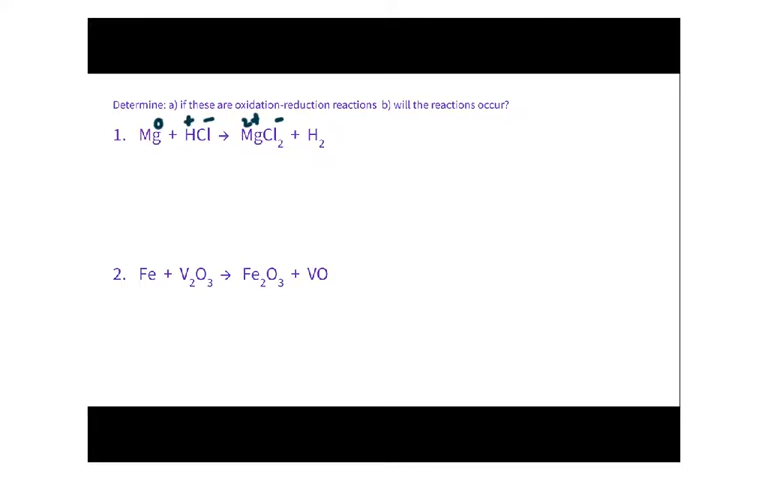 Determine: a) if these are oxidation-reduction reactions b) will the reactions occur?
0 + − 2+ −
1. Mg + HCl → MgCl₂ + H₂
2. Fe + V₂O₃ → Fe₂O₃ + VO